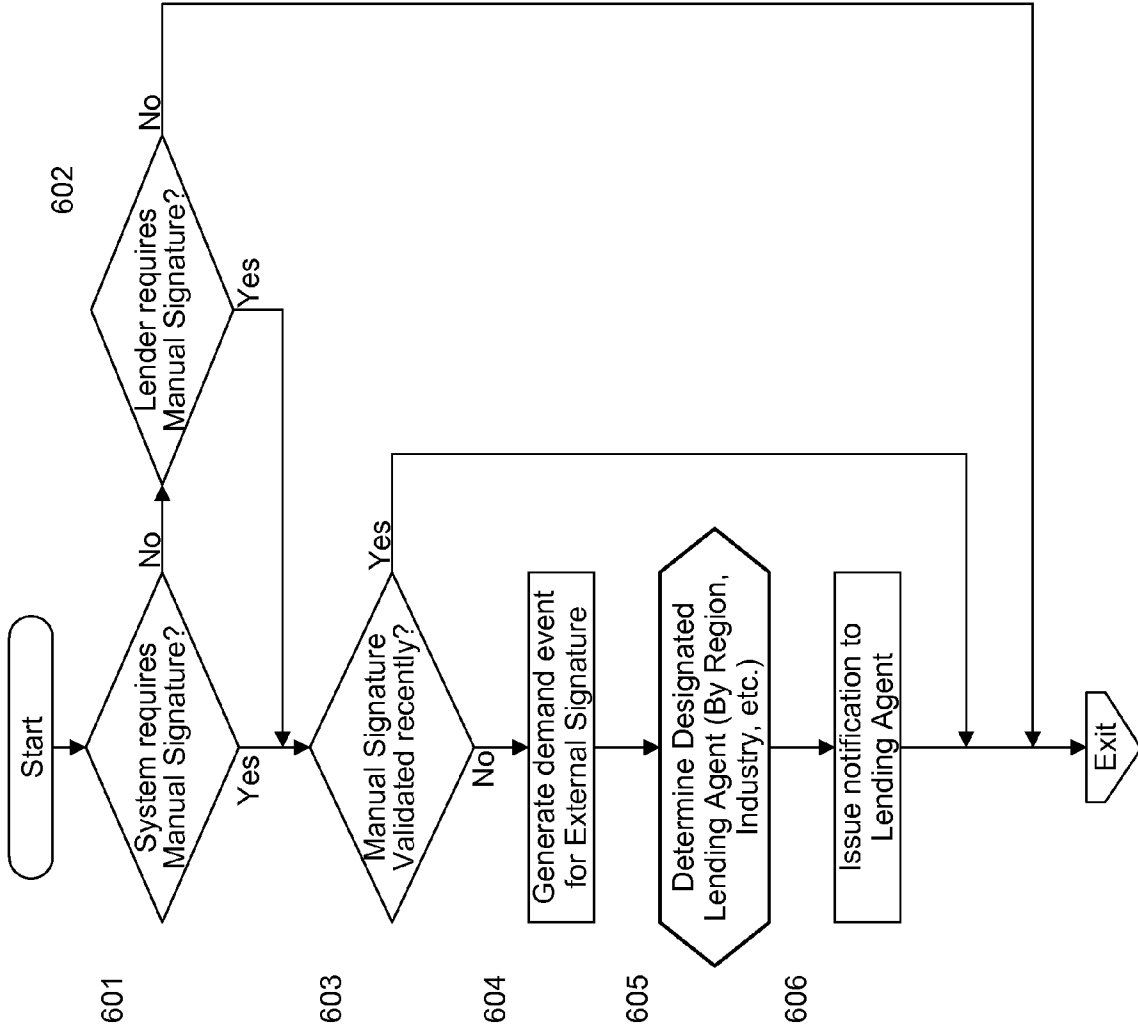 Start
601
System requires
Manual Signature?
No
Yes
602
Lender requires
Manual Signature?
No
Yes
603
Manual Signature
Validated recently?
Yes
No
604
Generate demand event
for External Signature
605
Determine Designated
Lending Agent (By Region,
Industry, etc.)
606
Issue notification to
Lending Agent
Exit